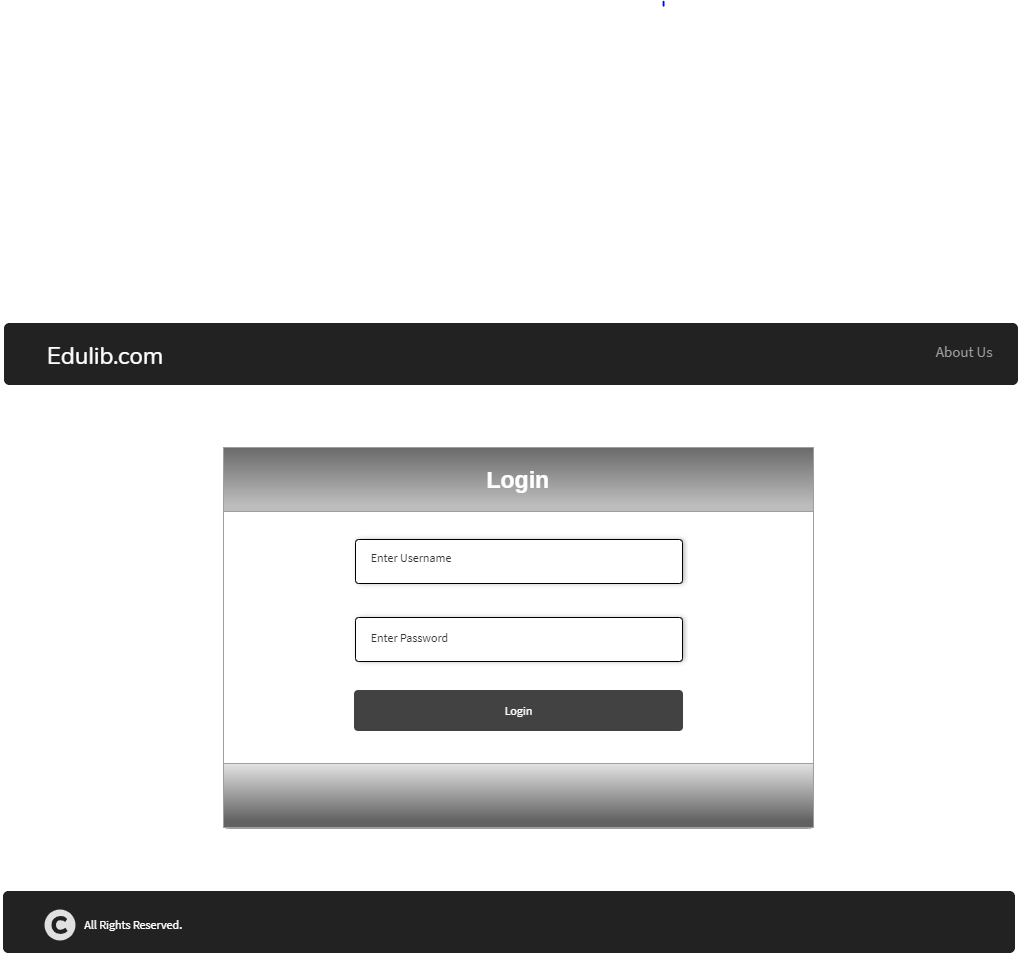 Edulib.com
About Us
Login
Enter Username
Enter Password
Login
© All Rights Reserved.